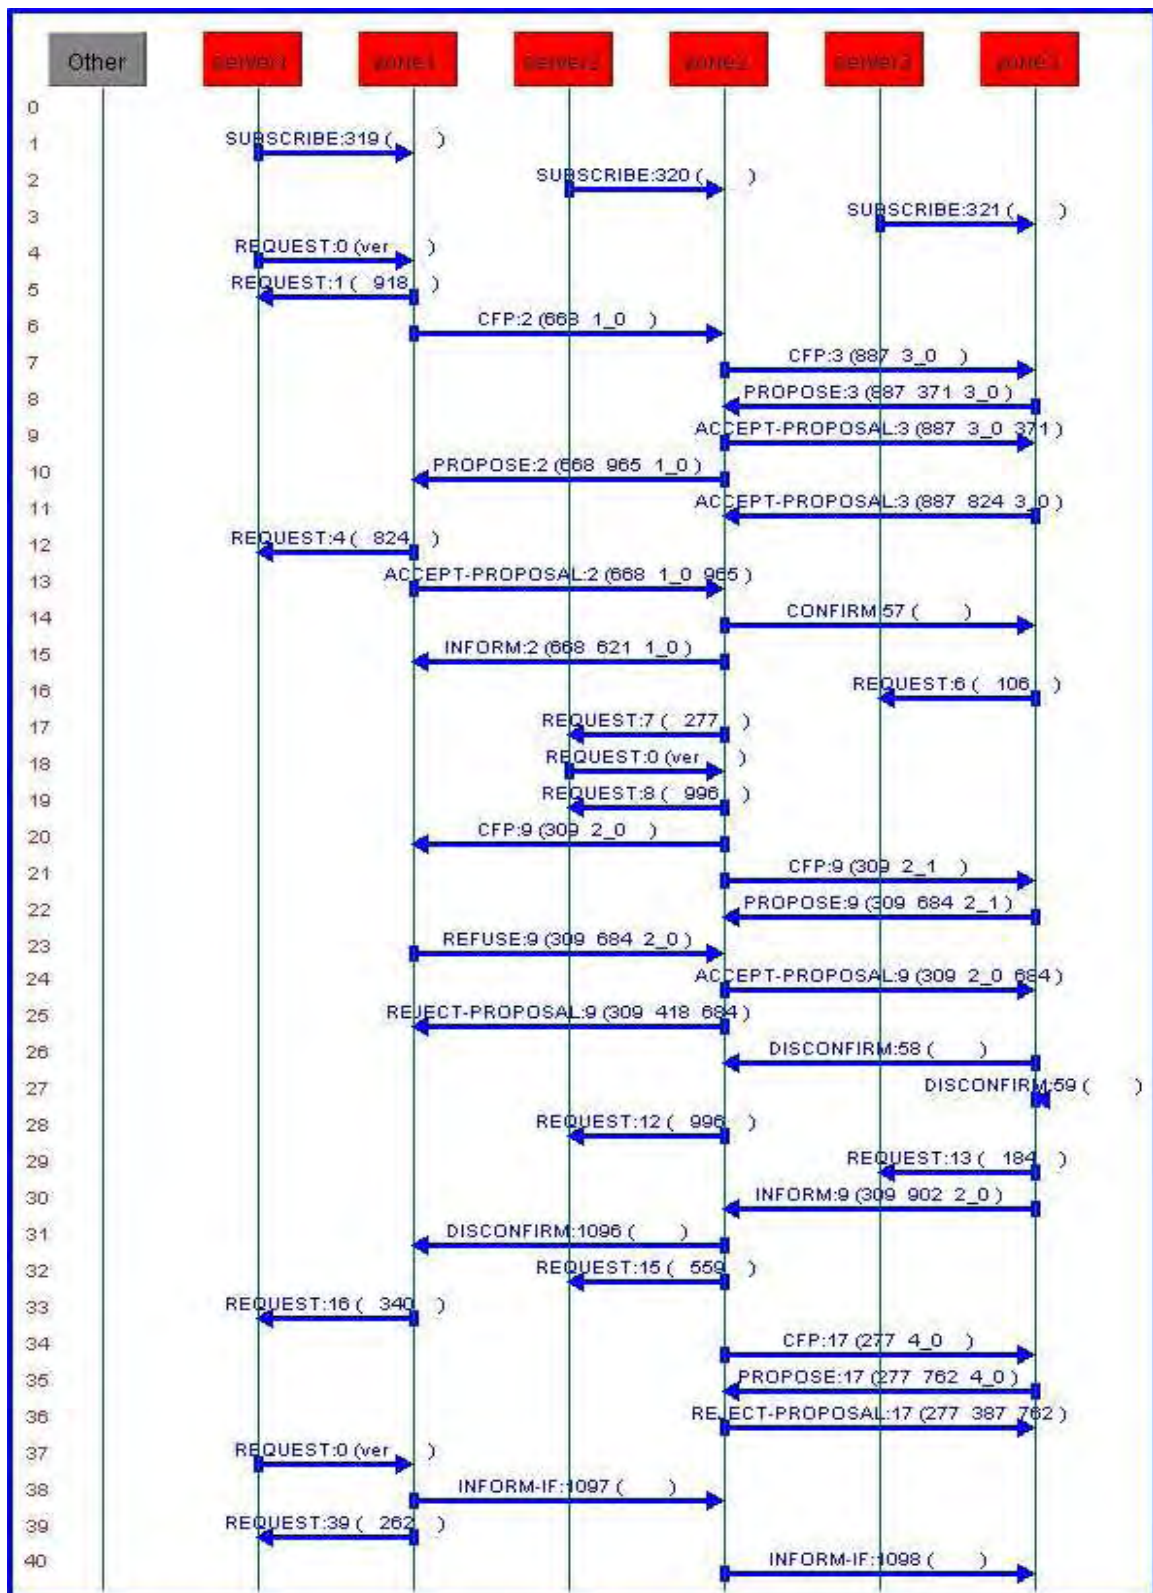 Other server1 zone1 server2 zone2 server3 zone3
0
1 SUBSCRIBE:319 ( )
2 SUBSCRIBE:320 ( )
3 SUBSCRIBE:321 ( )
4 REQUEST:0 (ver )
5 REQUEST:1 ( 918 )
6 CFP:2 (668 1_0 )
7 CFP:3 (887 3_0 )
8 PROPOSE:3 (887 371 3_0 )
9 ACCEPT-PROPOSAL:3 (887 3_0 371 )
10 PROPOSE:2 (668 965 1_0 )
11 ACCEPT-PROPOSAL:3 (887 824 3_0 )
12 REQUEST:4 ( 824 )
13 ACCEPT-PROPOSAL:2 (668 1_0 965 )
14 CONFIRM:57 ( )
15 INFORM:2 (668 621 1_0 )
16 REQUEST:6 ( 106 )
17 REQUEST:7 ( 277 )
18 REQUEST:0 (ver )
19 REQUEST:8 ( 996 )
20 CFP:9 (309 2_0 )
21 CFP:9 (309 2_1 )
22 PROPOSE:9 (309 684 2_1 )
23 REFUSE:9 (309 684 2_0 )
24 ACCEPT-PROPOSAL:9 (309 2_0 684 )
25 REJECT-PROPOSAL:9 (309 418 684 )
26 DISCONFIRM:58 ( )
27 DISCONFIRM:59 ( )
28 REQUEST:12 ( 996 )
29 REQUEST:13 ( 184 )
30 INFORM:9 (309 902 2_0 )
31 DISCONFIRM:1096 ( )
32 REQUEST:15 ( 559 )
33 REQUEST:16 ( 340 )
34 CFP:17 (277 4_0 )
35 PROPOSE:17 (277 762 4_0 )
36 REJECT-PROPOSAL:17 (277 387 762 )
37 REQUEST:0 (ver )
38 INFORM-IF:1097 ( )
39 REQUEST:39 ( 262 )
40 INFORM-IF:1098 ( )